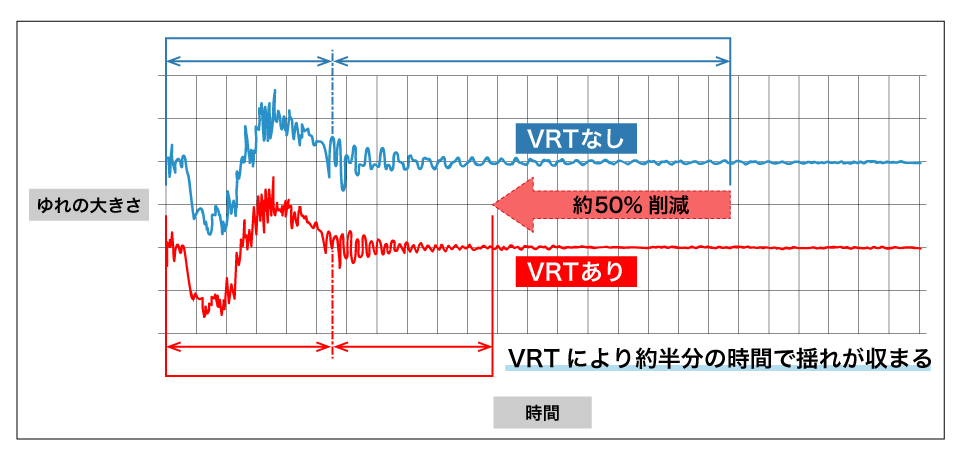 VRTなし
ゆれの大きさ
約50% 削減
VRTあり
VRT により約半分の時間で揺れが収まる
時間